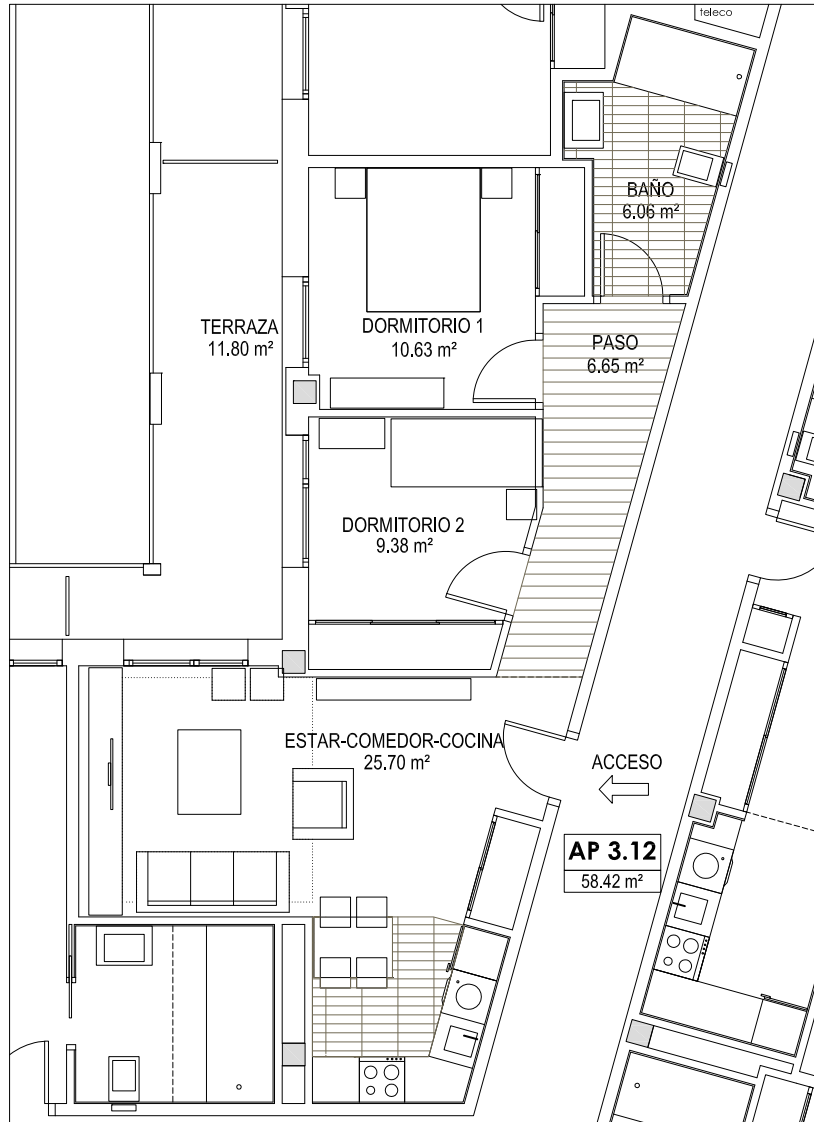 teleco
BAÑO
6.06 m²
TERRAZA
11.80 m²
DORMITORIO 1
10.63 m²
PASO
6.65 m²
DORMITORIO 2
9.38 m²
ESTAR-COMEDOR-COCINA
25.70 m²
ACCESO
AP 3.12
58.42 m²